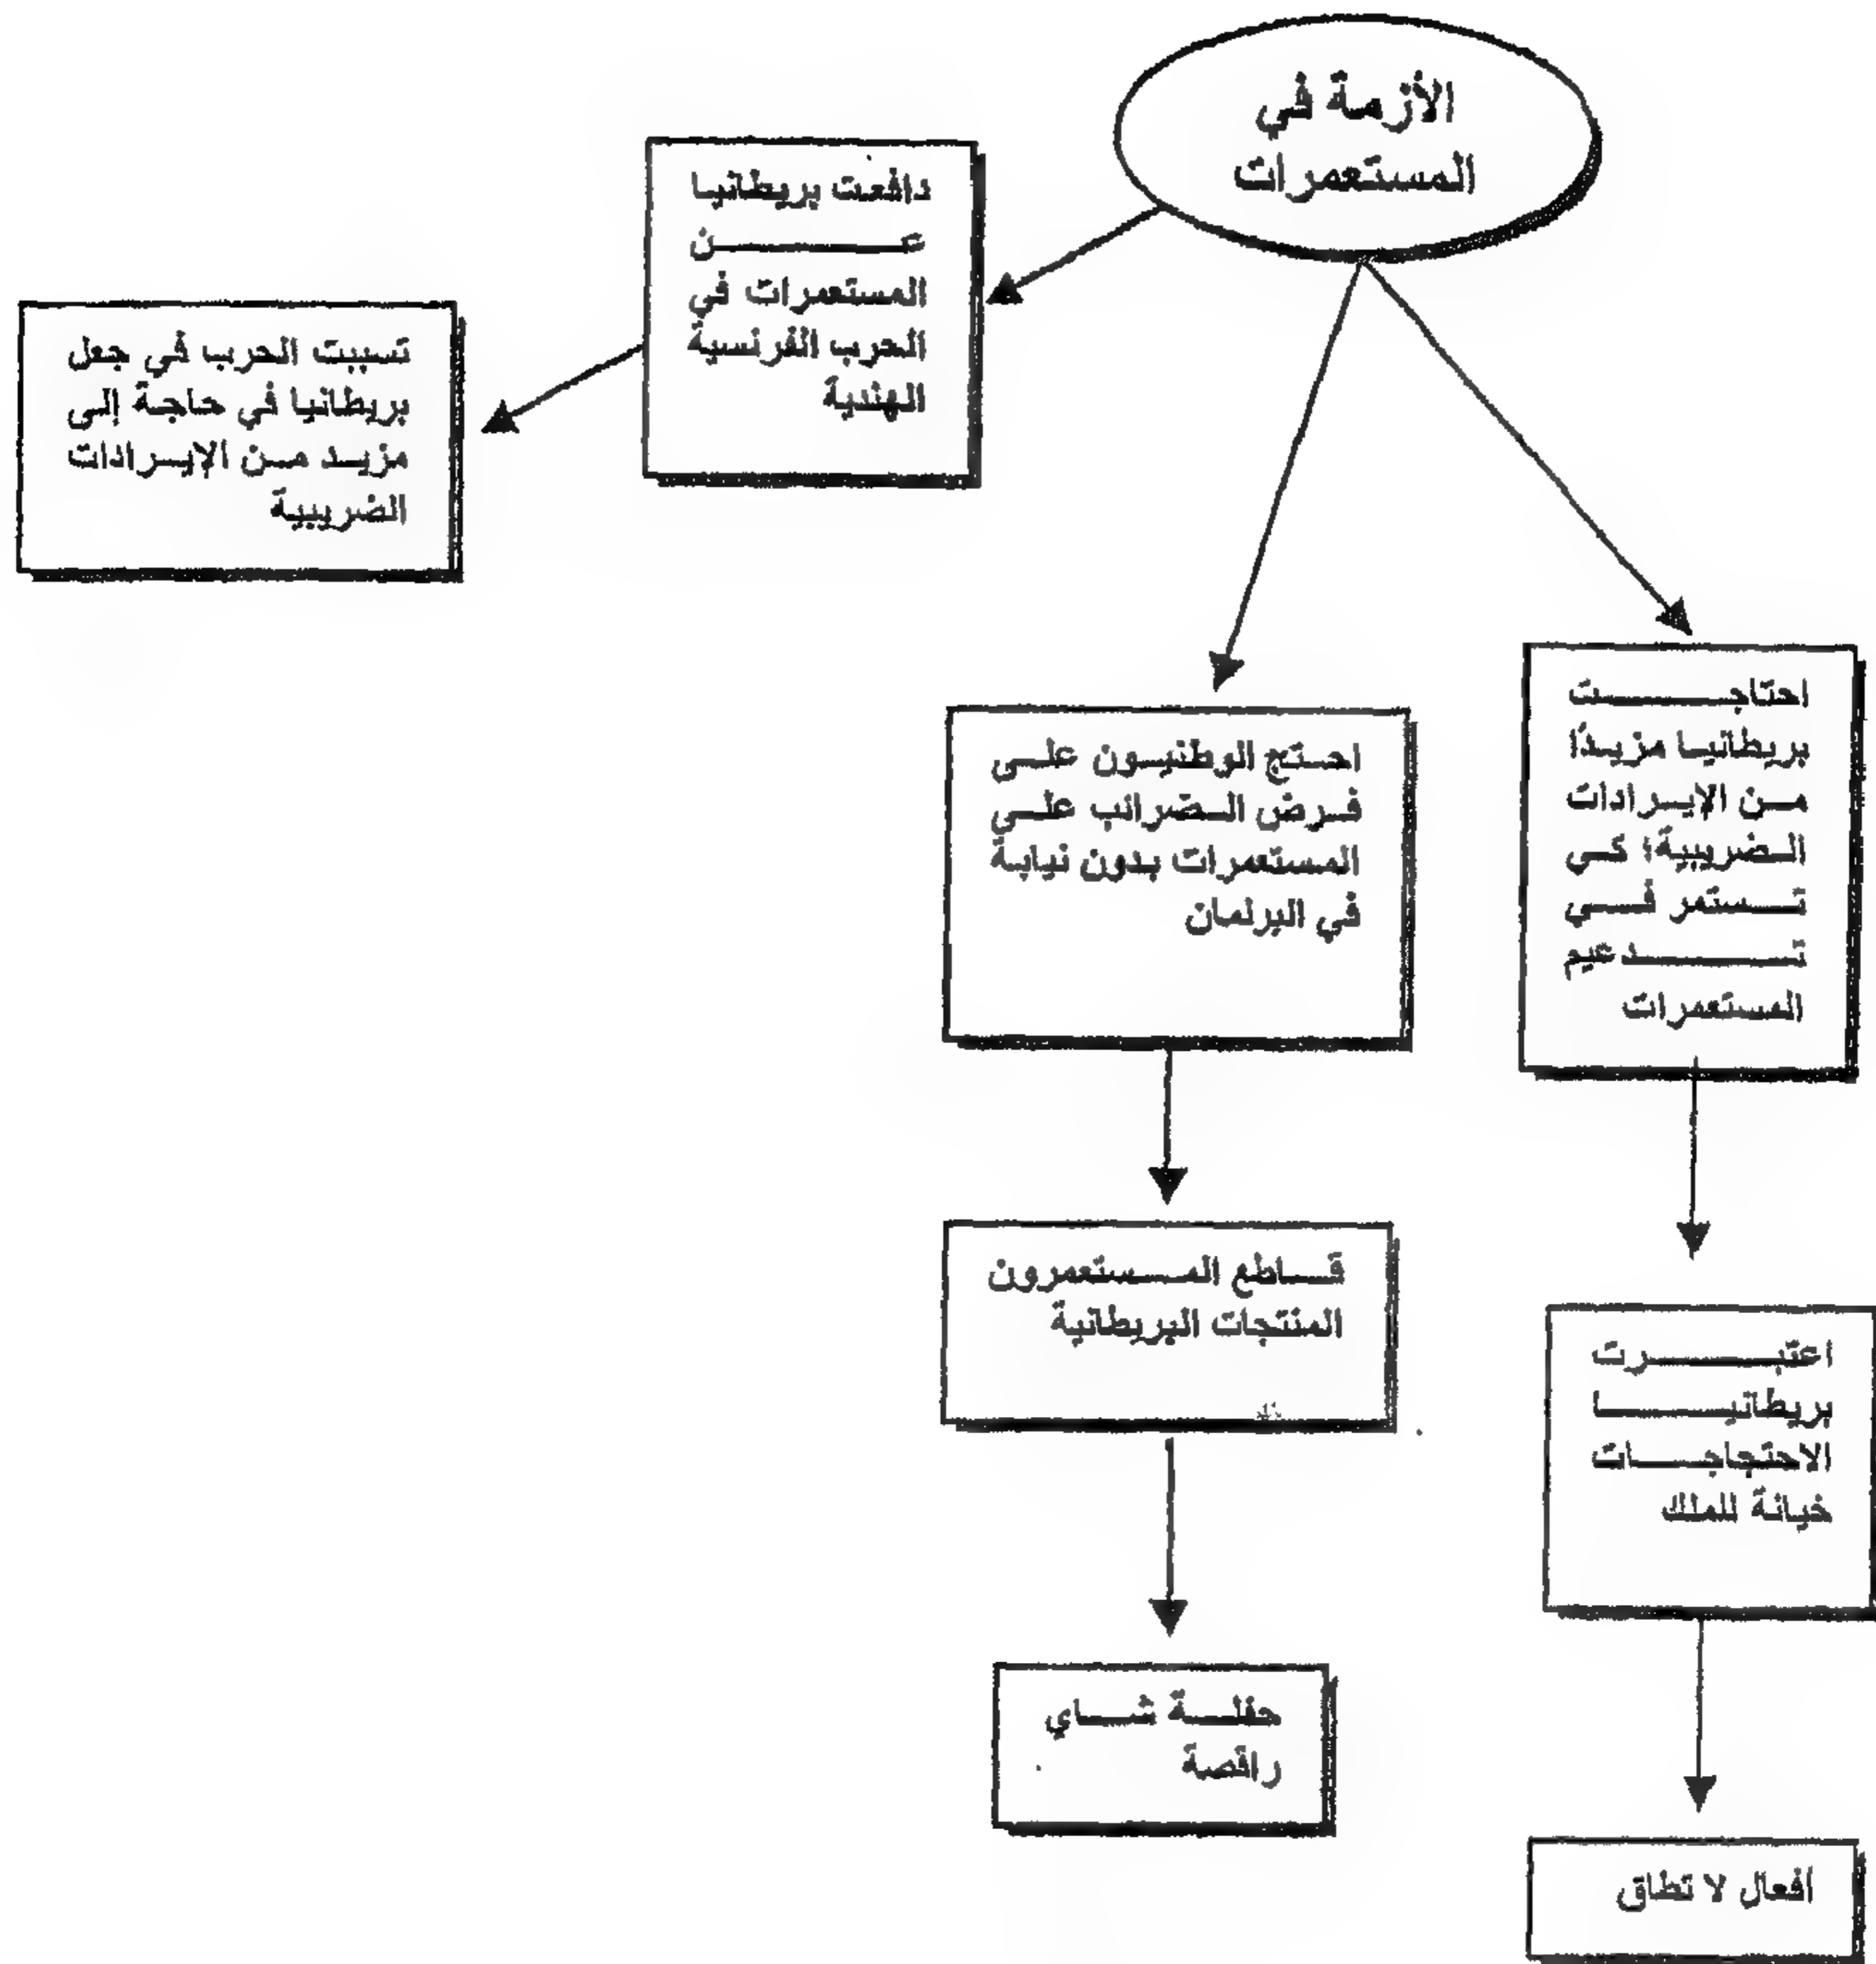 الأزمة في
المستعمرات
دافعت بريطانيا
عن
المستعمرات في
الحرب الفرنسية
الهندية
تسببت الحرب في جعل
بريطانيا في حاجة إلى
مزيد من الإيرادات
الضريبية
احتاجت
بريطانيا مزيدًا
من الإيرادات
الضريبية؛ كي
تستمر في
تدعيم
المستعمرات
احتج الوطنيون على
فرض الضرائب على
المستعمرات بدون نيابة
في البرلمان
قاطع المستعمرون
المنتجات البريطانية
اعتبرت
بريطانيا
الاحتجاجات
خيانة للملك
حفلة شاي
راقصة
أفعال لا تطاق